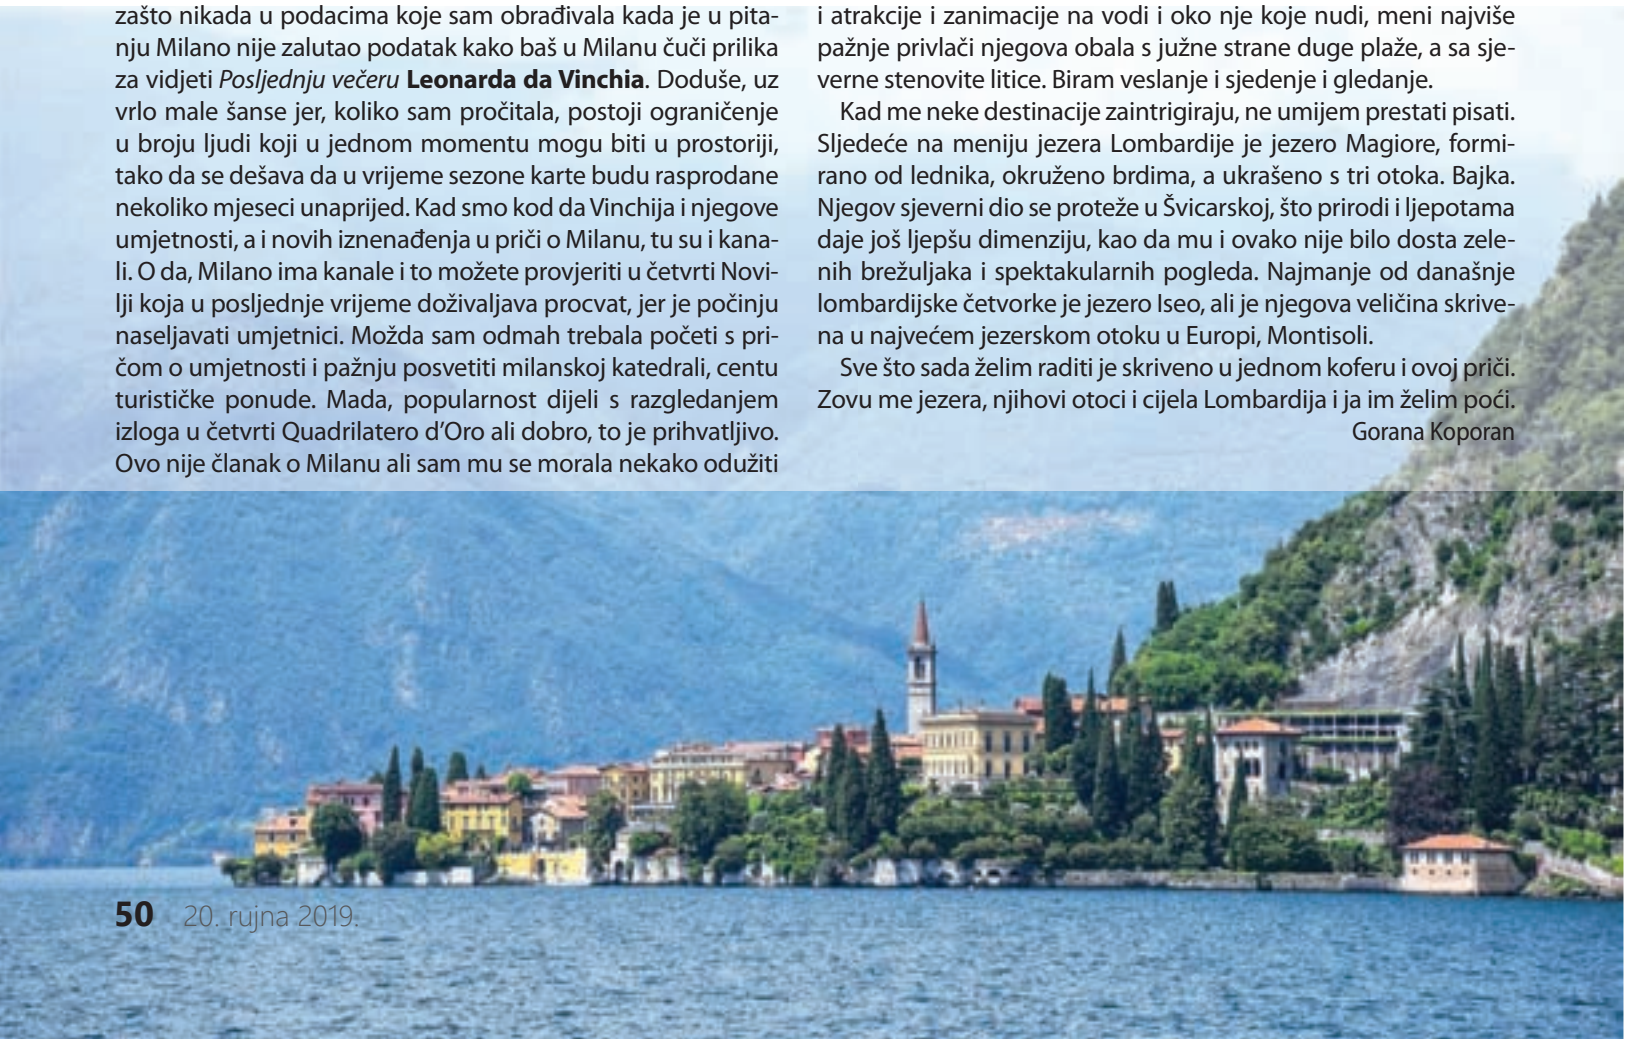 zašto nikada u podacima koje sam obrađivala kada je u pita-
nju Milano nije zalutao podatak kako baš u Milanu čuči prilika
za vidjeti Posljednju večeru Leonarda da Vinchia. Doduše, uz
vrlo male šanse jer, koliko sam pročitala, postoji ograničenje
u broju ljudi koji u jednom momentu mogu biti u prostoriji,
tako da se dešava da u vrijeme sezone karte budu rasprodane
nekoliko mjeseci unaprijed. Kad smo kod da Vinchija i njegove
umjetnosti, a i novih iznenađenja u priči o Milanu, tu su i kana-
li. O da, Milano ima kanale i to možete provjeriti u četvrti Novi-
lji koja u posljednje vrijeme doživaljava procvat, jer je počinju
naseljavati umjetnici. Možda sam odmah trebala početi s pri-
čom o umjetnosti i pažnju posvetiti milanskoj katedrali, centu
turističke ponude. Mada, popularnost dijeli s razgledanjem
izloga u četvrti Quadrilatero d’Oro ali dobro, to je prihvatljivo.
Ovo nije članak o Milanu ali sam mu se morala nekako odužiti
i atrakcije i zanimacije na vodi i oko nje koje nudi, meni najviše
pažnje privlači njegova obala s južne strane duge plaže, a sa sje-
verne stenovite litice. Biram veslanje i sjedenje i gledanje.
Kad me neke destinacije zaintrigiraju, ne umijem prestati pisati.
Sljedeće na meniju jezera Lombardije je jezero Magiore, formi-
rano od lednika, okruženo brdima, a ukrašeno s tri otoka. Bajka.
Njegov sjeverni dio se proteže u Švicarskoj, što prirodi i ljepotama
daje još ljepšu dimenziju, kao da mu i ovako nije bilo dosta zele-
nih brežuljaka i spektakularnih pogleda. Najmanje od današnje
lombardijske četvorke je jezero Iseo, ali je njegova veličina skrive-
na u najvećem jezerskom otoku u Europi, Montisoli.
Sve što sada želim raditi je skriveno u jednom koferu i ovoj priči.
Zovu me jezera, njihovi otoci i cijela Lombardija i ja im želim poći.
Gorana Koporan
50 20. rujna 2019.